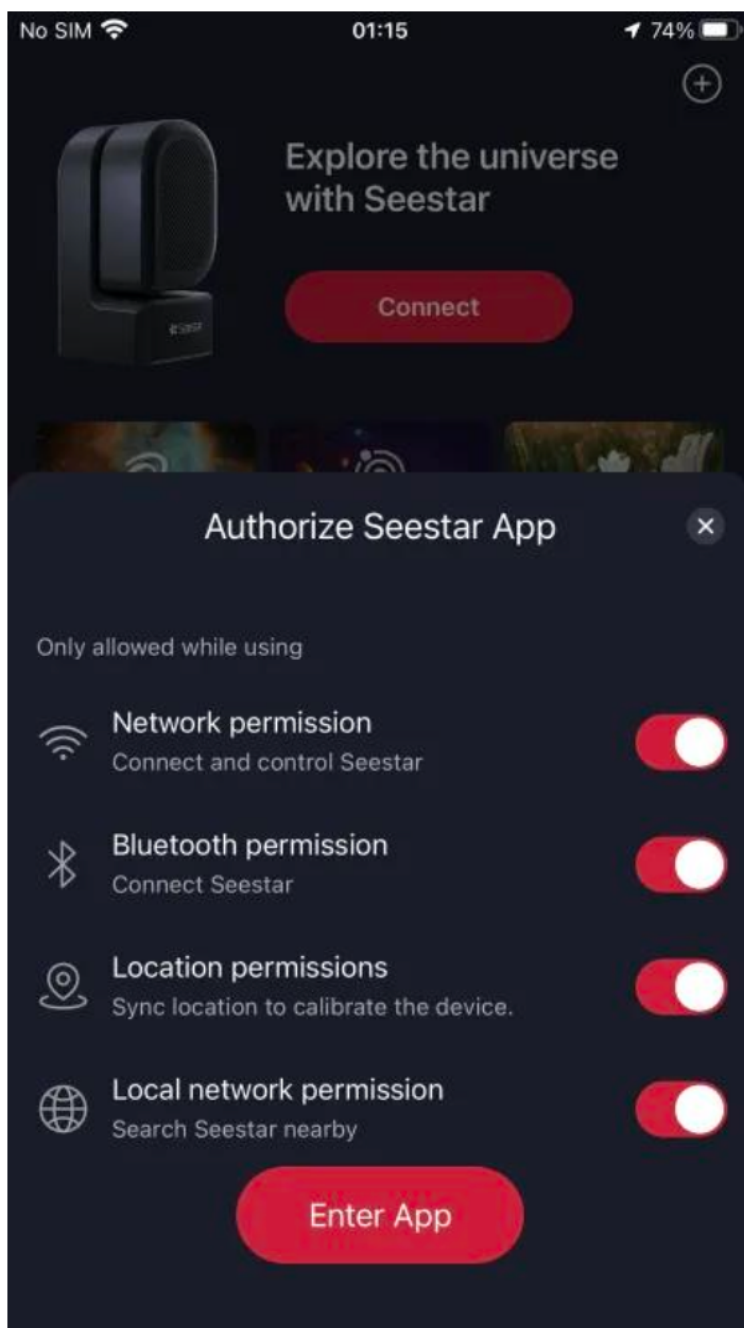 No SIM 01:15 74%
Explore the universe
with Seestar
Connect
Authorize Seestar App
Only allowed while using
Network permission
Connect and control Seestar
Bluetooth permission
Connect Seestar
Location permissions
Sync location to calibrate the device.
Local network permission
Search Seestar nearby
Enter App